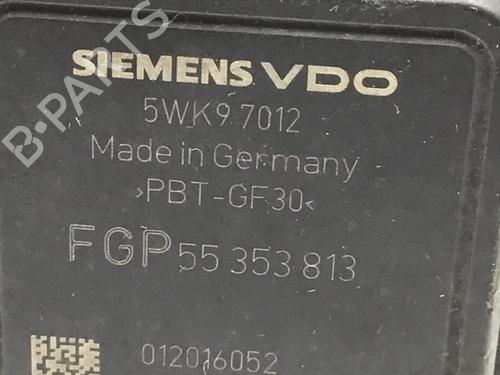 B-PARTS
SIEMENS VDO
5WK9 7012
Made in Germany
>PBT-GF30<
FGP 55 353 813
012016052